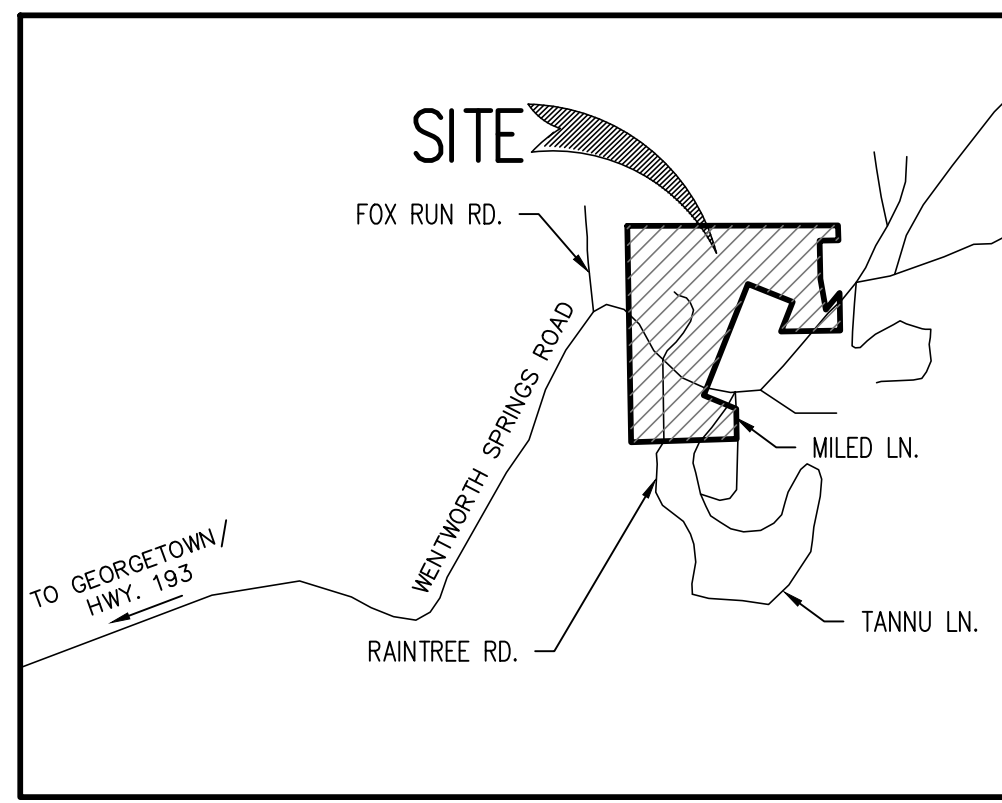 SITE
FOX RUN RD.
WENTWORTH SPRINGS ROAD
MILED LN.
TO GEORGETOWN/
HWY. 193
TANNU LN.
RAINTREE RD.